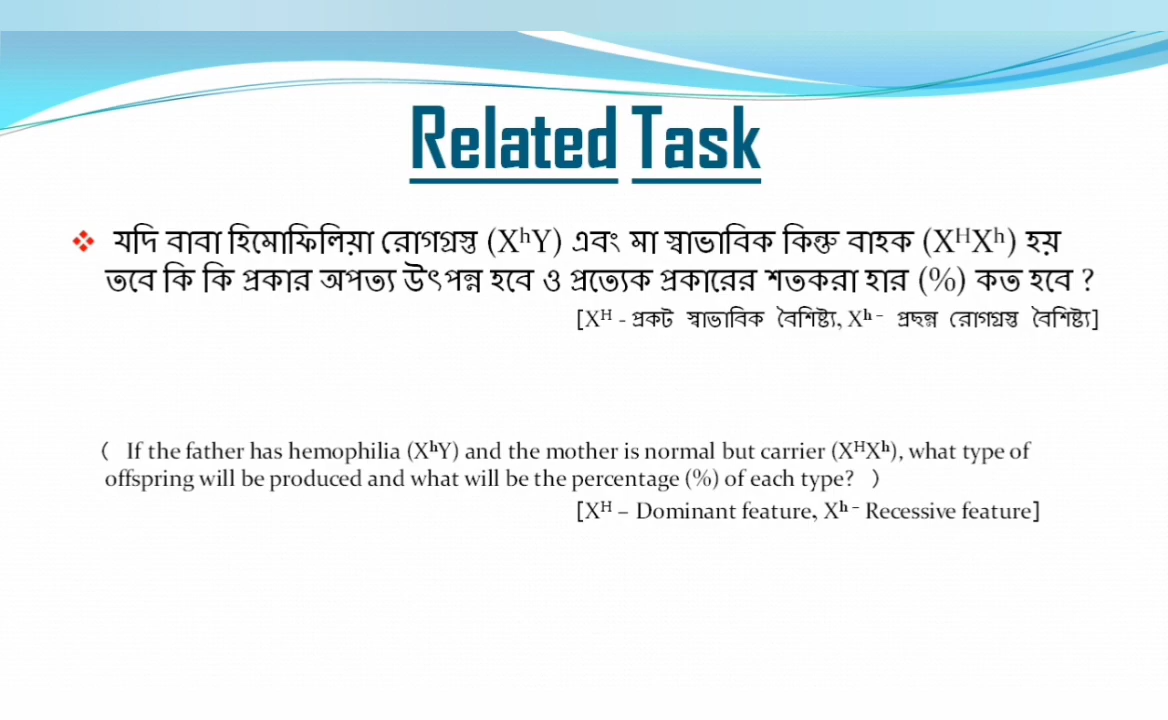 Related Task
❖ যদি বাবা হিমোফিলিয়া রোগগ্রস্ত (XʰY) এবং মা স্বাভাবিক কিন্তু বাহক (XᴴXʰ) হয়
তবে কি কি প্রকার অপত্য উৎপন্ন হবে ও প্রত্যেক প্রকারের শতকরা হার (%) কত হবে ?
[Xᴴ - প্রকট স্বাভাবিক বৈশিষ্ট্য, Xʰ – প্রছন্ন রোগগ্রস্ত বৈশিষ্ট্য]
( If the father has hemophilia (XʰY) and the mother is normal but carrier (XᴴXʰ), what type of
offspring will be produced and what will be the percentage (%) of each type? )
[Xᴴ – Dominant feature, Xʰ – Recessive feature]